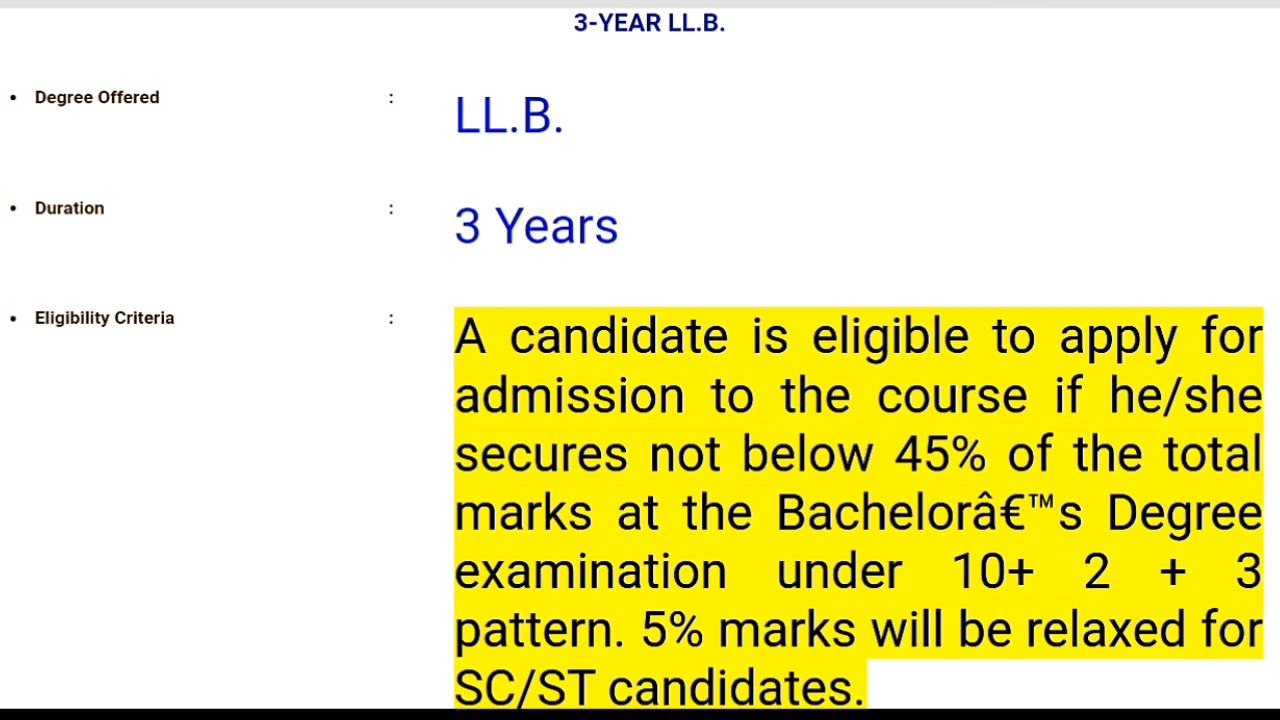 3-YEAR LL.B.
• Degree Offered : LL.B.
• Duration : 3 Years
• Eligibility Criteria : A candidate is eligible to apply for
admission to the course if he/she
secures not below 45% of the total
marks at the Bachelorâ€™s Degree
examination under 10+ 2 + 3
pattern. 5% marks will be relaxed for
SC/ST candidates.